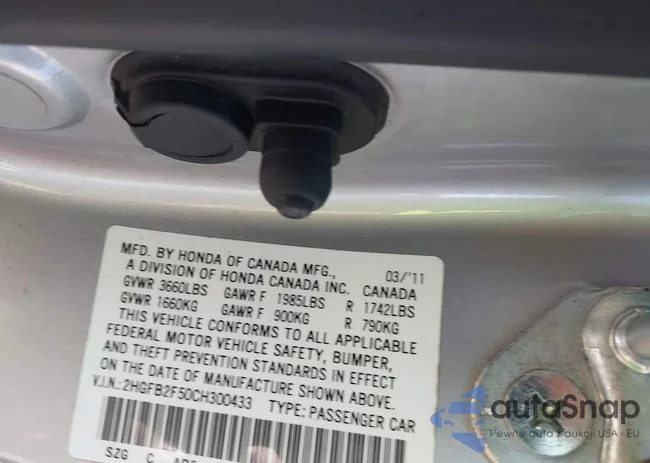 MFD. BY HONDA OF CANADA MFG., 03/'11
A DIVISION OF HONDA CANADA INC. CANADA
GVWR 3660LBS GAWR F 1985LBS R 1742LBS
GVWR 1660KG GAWR F 900KG R 790KG
THIS VEHICLE CONFORMS TO ALL APPLICABLE
FEDERAL MOTOR VEHICLE SAFETY, BUMPER,
AND THEFT PREVENTION STANDARDS IN EFFECT
ON THE DATE OF MANUFACTURE SHOWN ABOVE.
V.I.N.:2HGFB2F50CH300433 TYPE: PASSENGER CAR
SZG C
autoSnap
Pewne auta z aukcji USA i EU